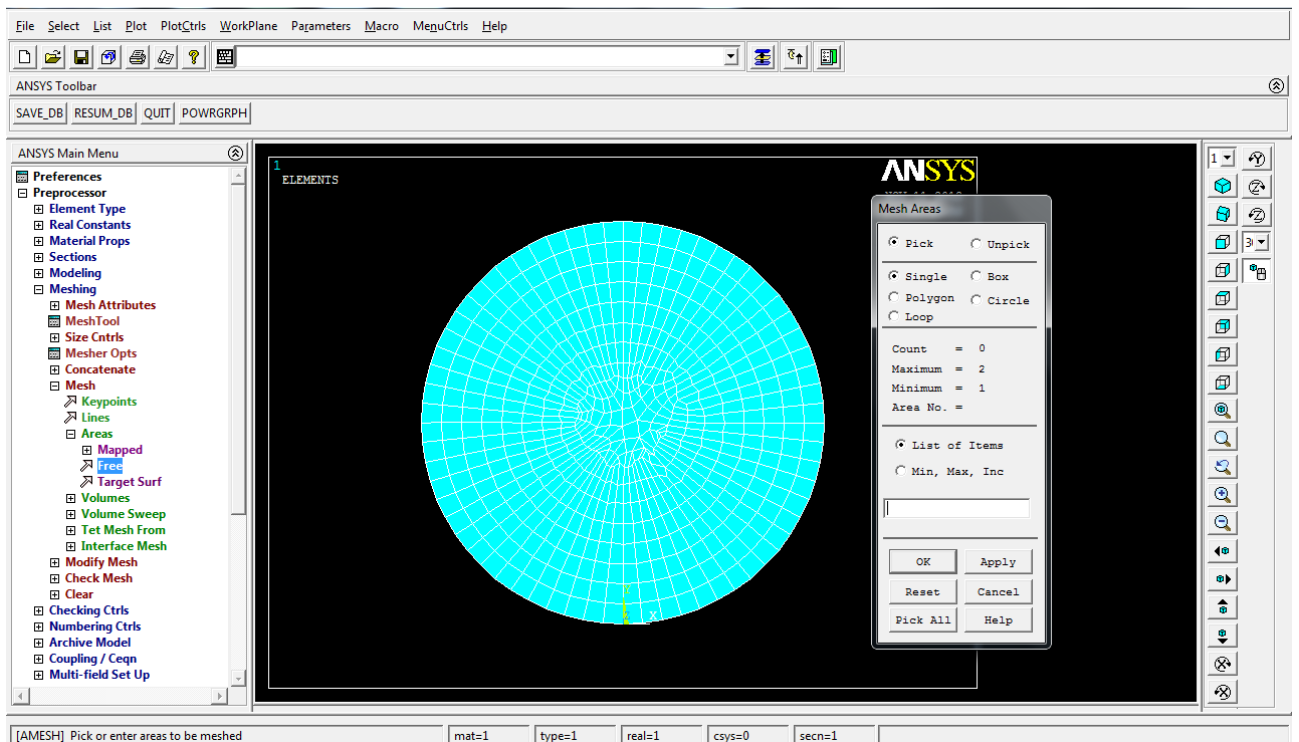 File Select List Plot PlotCtrls WorkPlane Parameters Macro MenuCtrls Help
ANSYS Toolbar
SAVE_DB RESUM_DB QUIT POWRGRPH
ANSYS Main Menu
Preferences
Preprocessor
Element Type
Real Constants
Material Props
Sections
Modeling
Meshing
Mesh Attributes
MeshTool
Size Cntrls
Mesher Opts
Concatenate
Mesh
Keypoints
Lines
Areas
Mapped
Free
Target Surf
Volumes
Volume Sweep
Tet Mesh From
Interface Mesh
Modify Mesh
Check Mesh
Clear
Checking Ctrls
Numbering Ctrls
Archive Model
Coupling / Ceqn
Multi-field Set Up
1
ELEMENTS
ANSYS
Y
Z X
Mesh Areas
Pick Unpick
Single Box
Polygon Circle
Loop
Count = 0
Maximum = 2
Minimum = 1
Area No. =
List of Items
Min, Max, Inc
OK Apply
Reset Cancel
Pick All Help
1
[AMESH] Pick or enter areas to be meshed mat=1 type=1 real=1 csys=0 secn=1